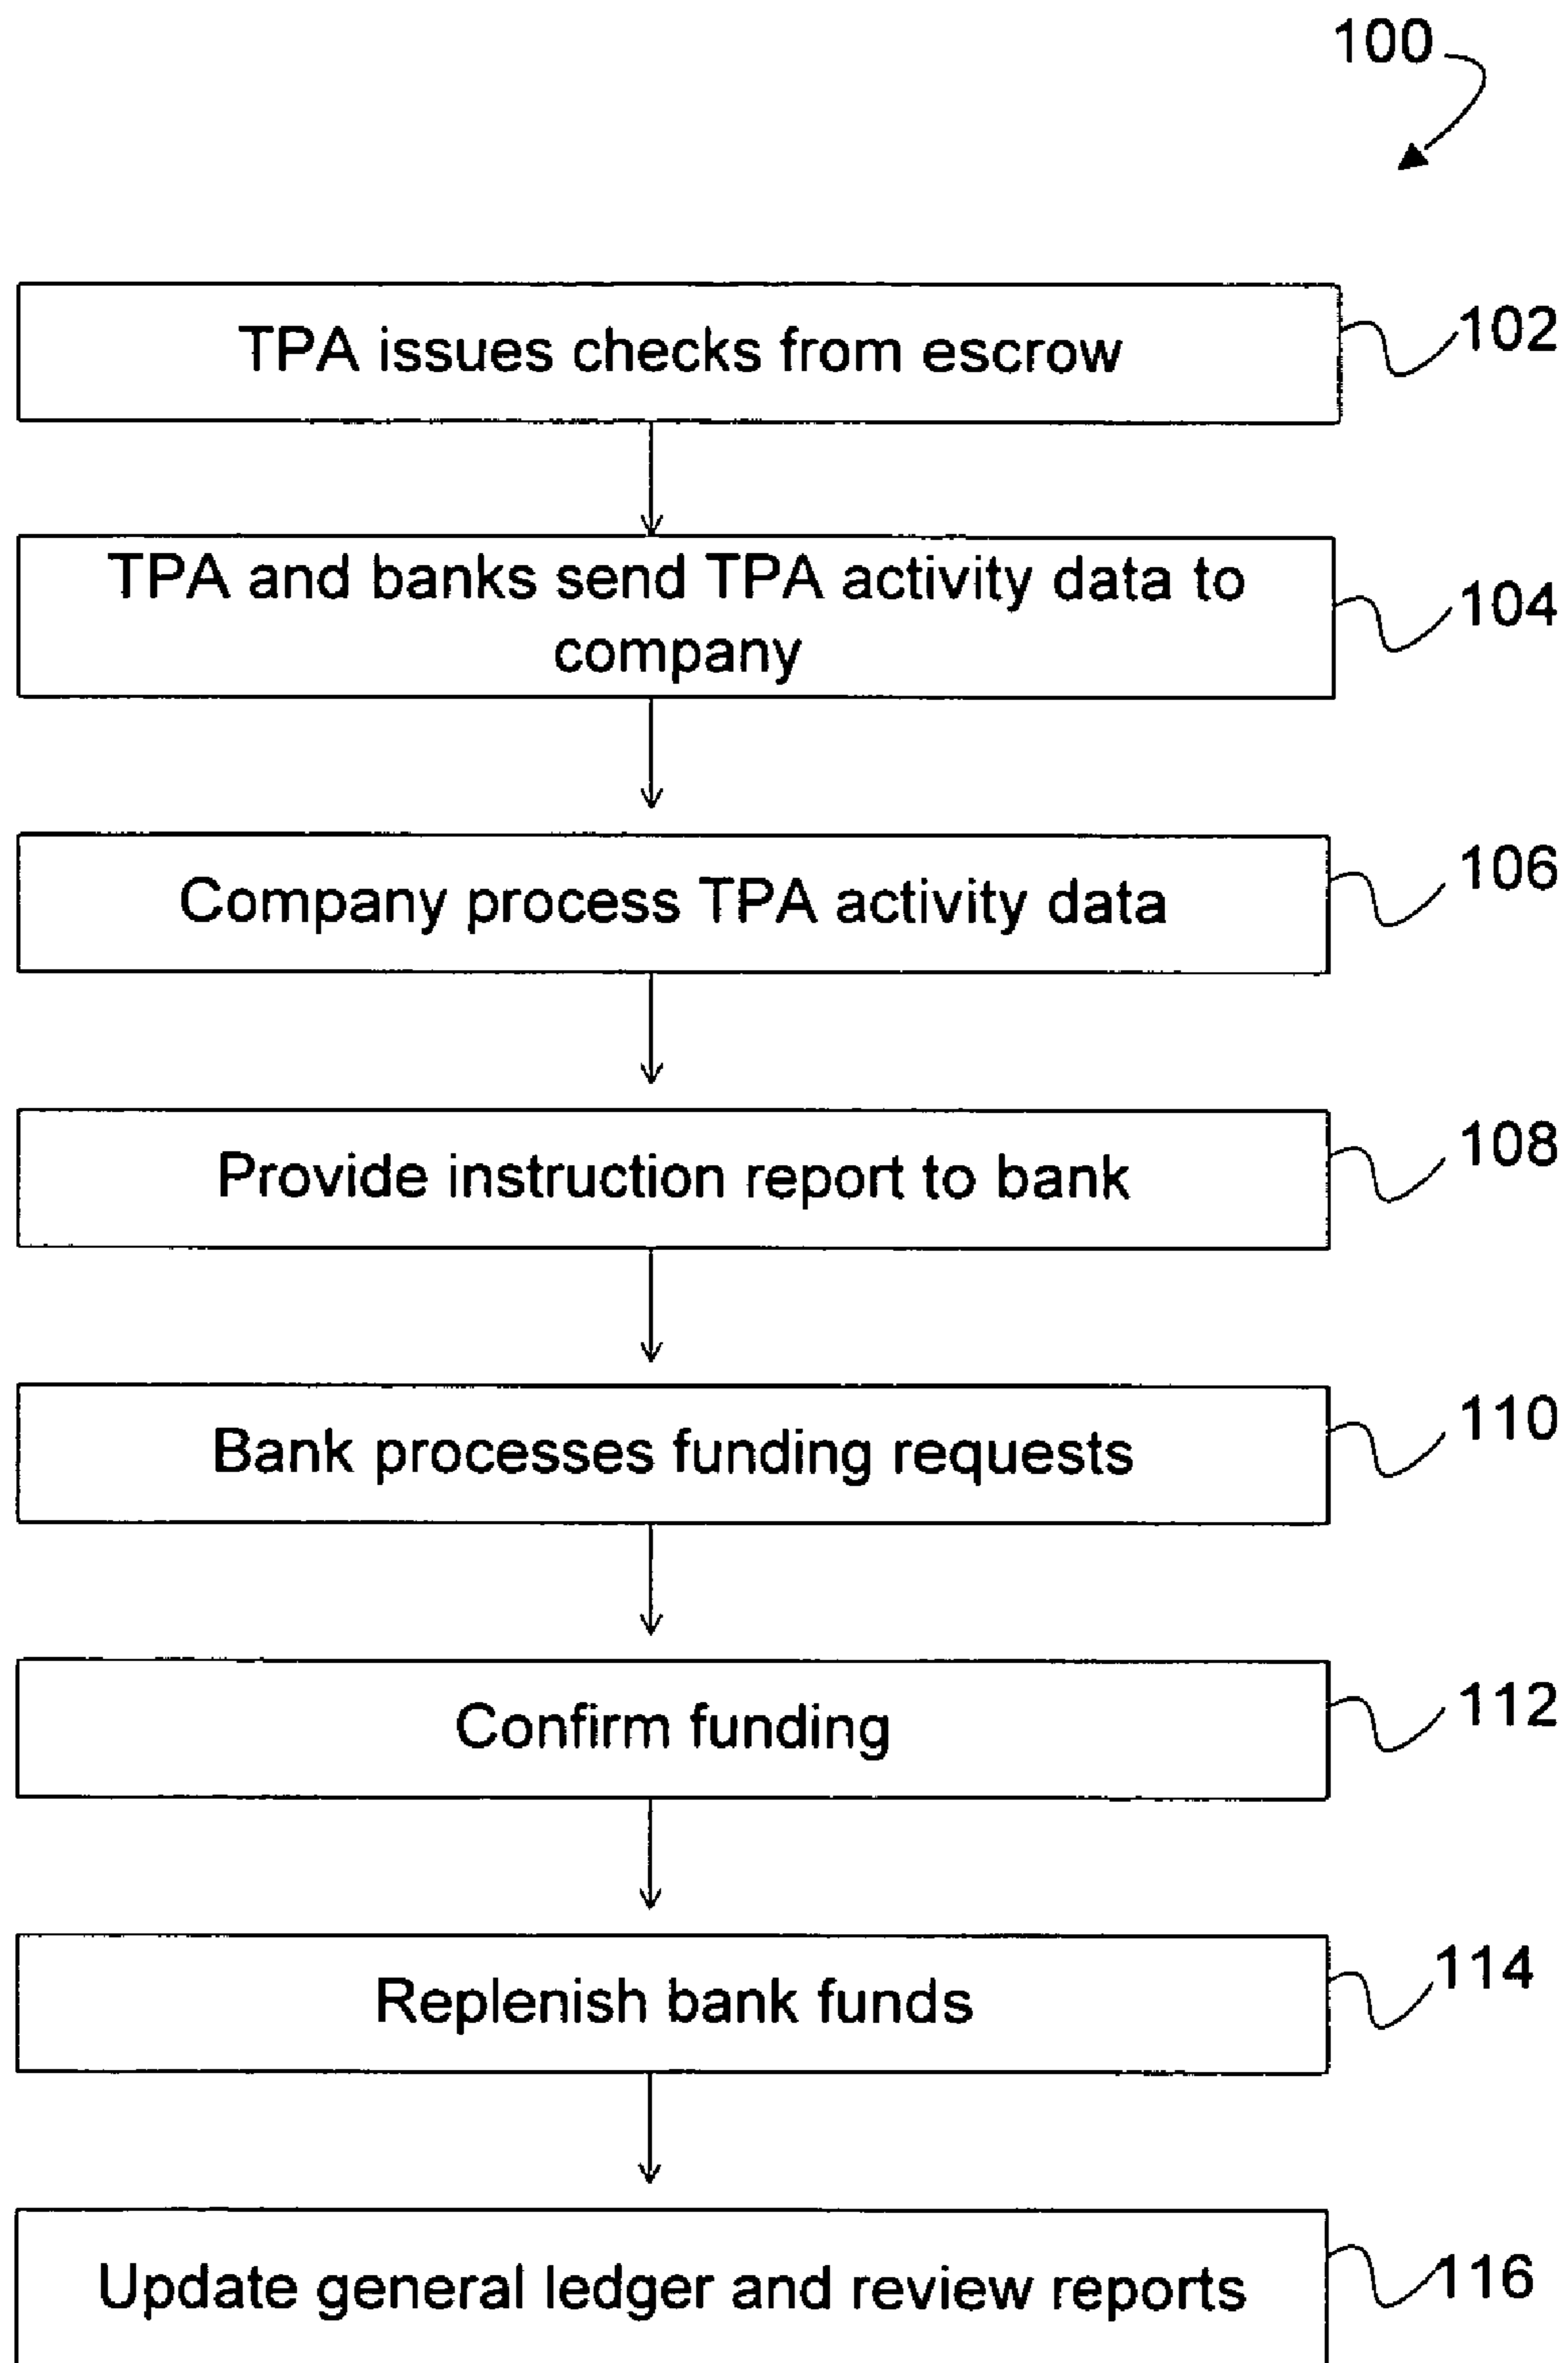 100
TPA issues checks from escrow
102
TPA and banks send TPA activity data to
company
104
Company process TPA activity data
106
Provide instruction report to bank
108
Bank processes funding requests
110
Confirm funding
112
Replenish bank funds
114
Update general ledger and review reports
116